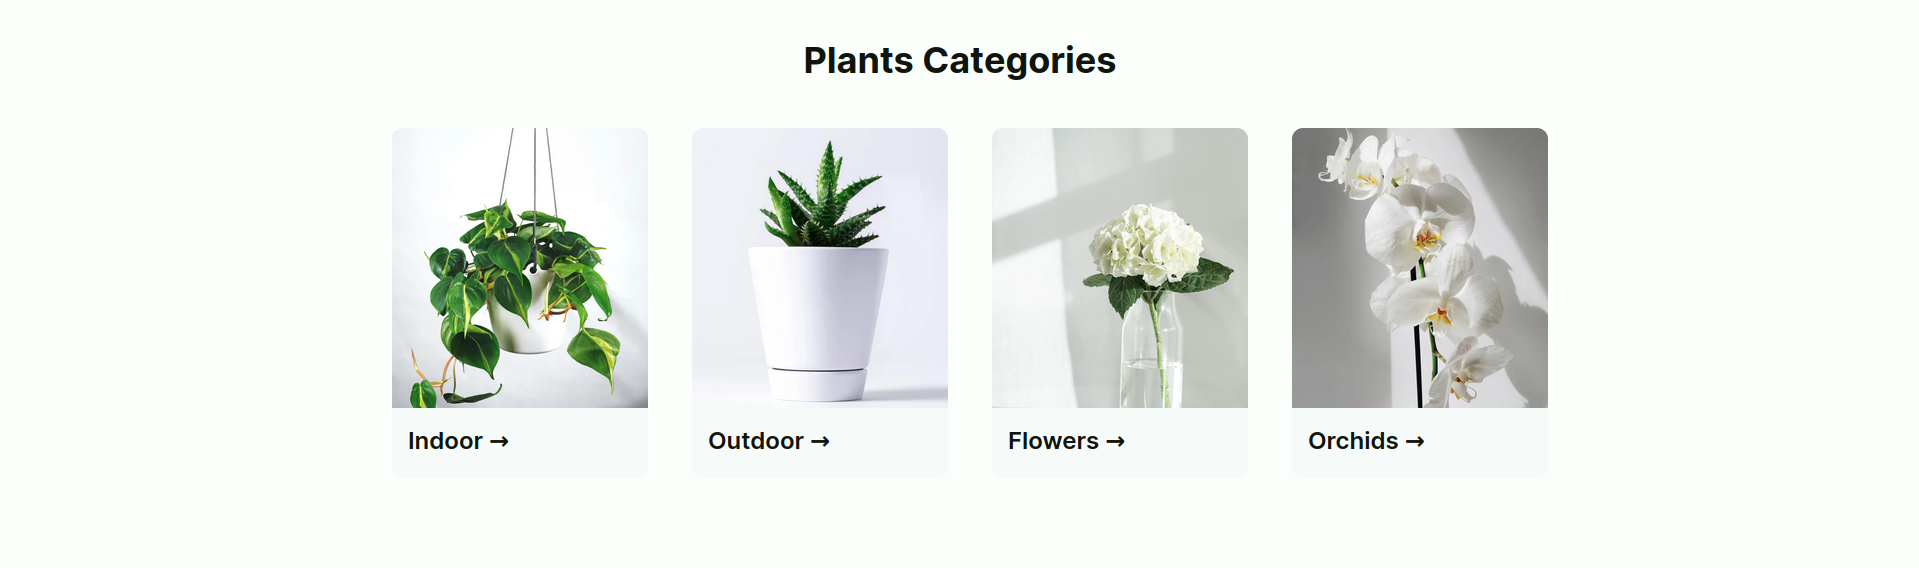 Plants Categories
Indoor →
Outdoor →
Flowers →
Orchids →